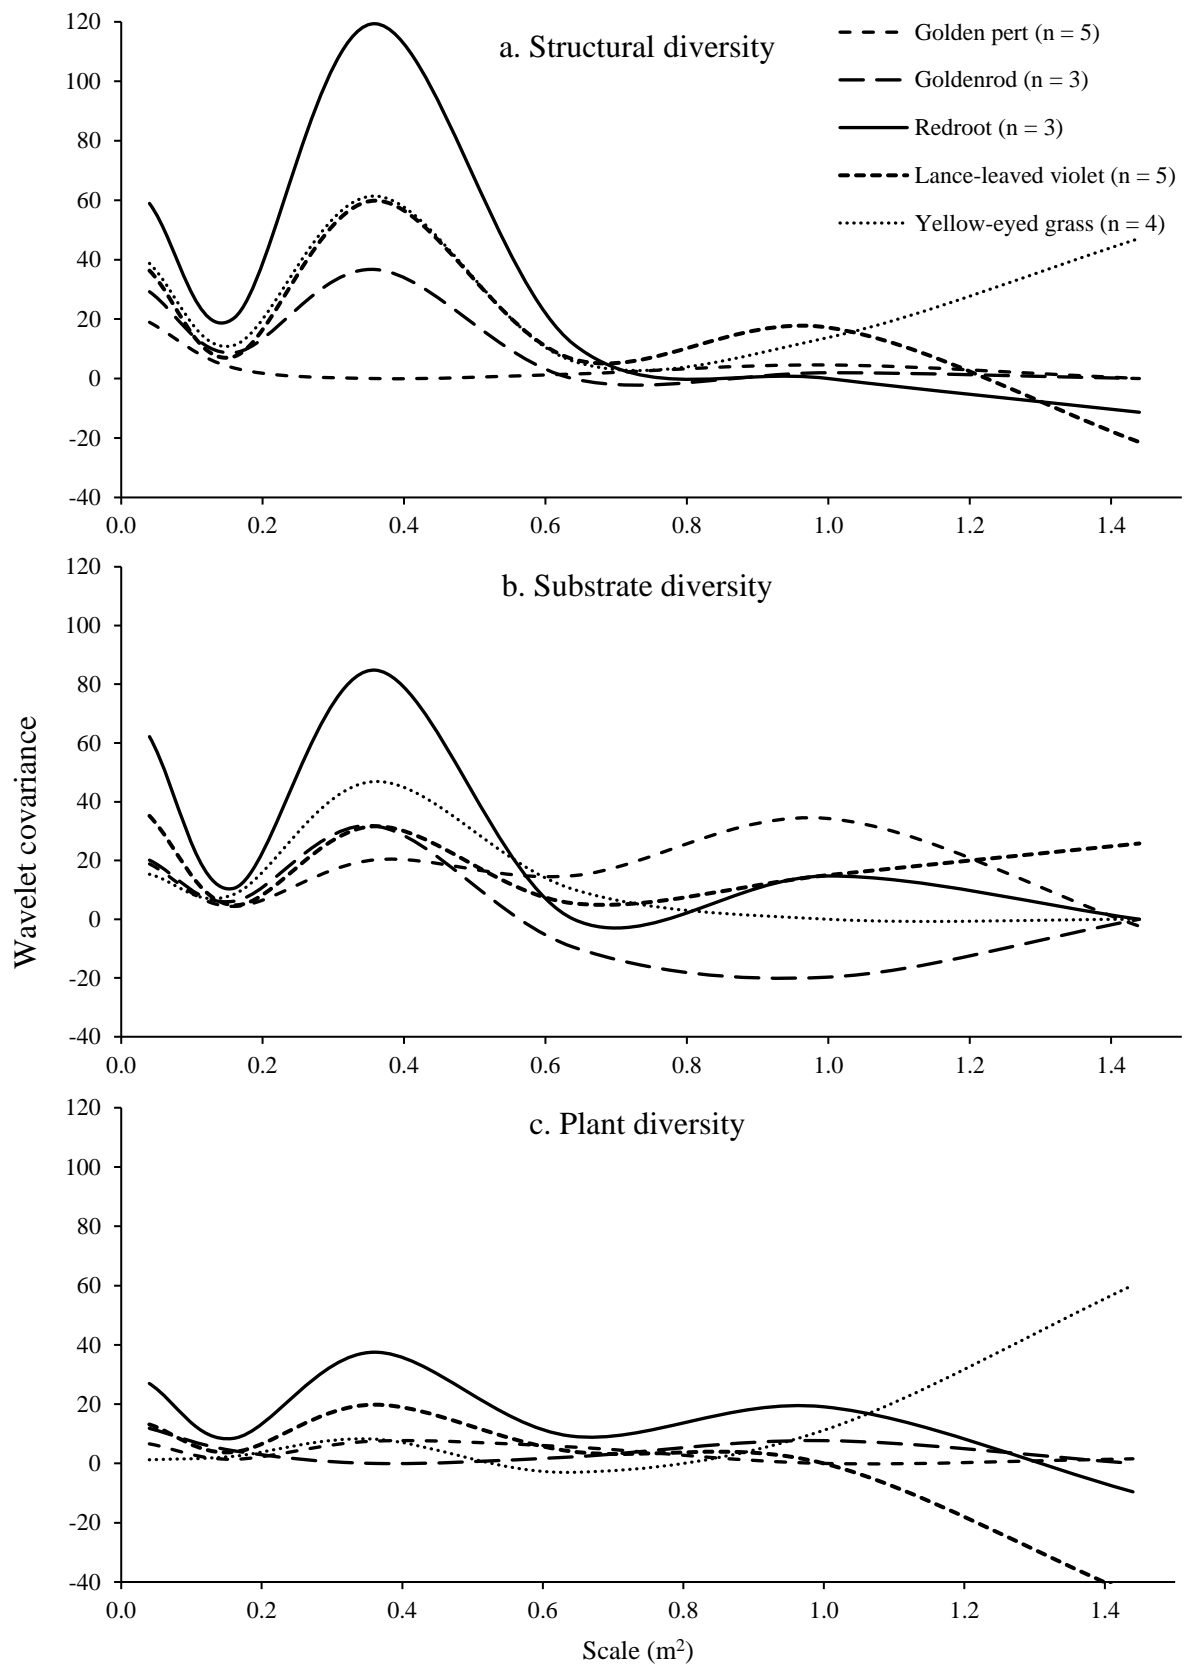 120
100
80
60
40
20
0
-20
-40
0.0 0.2 0.4 0.6 0.8 1.0 1.2 1.4
a. Structural diversity
Golden pert (n = 5)
Goldenrod (n = 3)
Redroot (n = 3)
Lance-leaved violet (n = 5)
Yellow-eyed grass (n = 4)
120
100
80
60
40
20
0
-20
-40
0.0 0.2 0.4 0.6 0.8 1.0 1.2 1.4
b. Substrate diversity
Wavelet covariance
120
100
80
60
40
20
0
-20
-40
0.0 0.2 0.4 0.6 0.8 1.0 1.2 1.4
c. Plant diversity
Scale (m²)